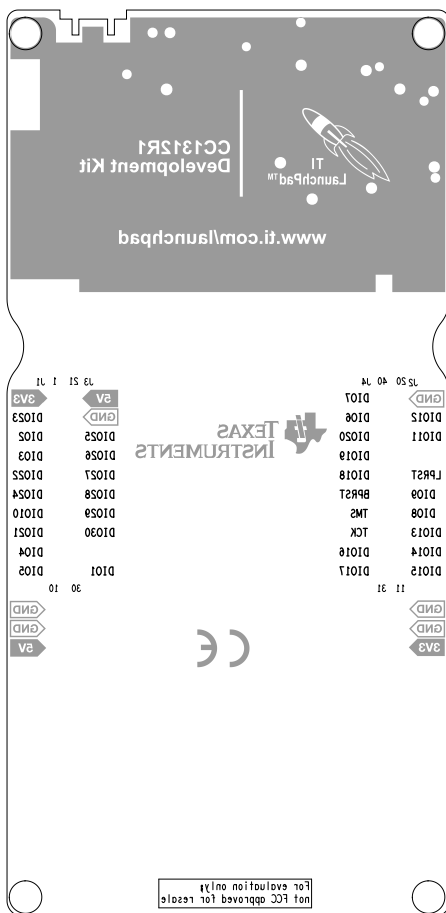 TI
LaunchPad™
CC1312R1
Development Kit
www.ti.com/launchpad
J2 20 40 J4
GND DIO7
DIO12 DIO6
DIO11 DIO20
DIO19
LPRST DIO18
DIO9 BPRST
DIO8 TMS
DIO13 TCK
DIO14 DIO16
DIO15 DIO17
11 31
GND
GND
3V3
TEXAS
INSTRUMENTS
CE
J3 21 1 J1
5V 3V3
GND DIO23
DIO25 DIO2
DIO26 DIO3
DIO27 DIO22
DIO28 DIO24
DIO29 DIO10
DIO30 DIO21
DIO4
DIO1 DIO5
30 10
GND
GND
5V
For evaluation only;
not FCC approved for resale